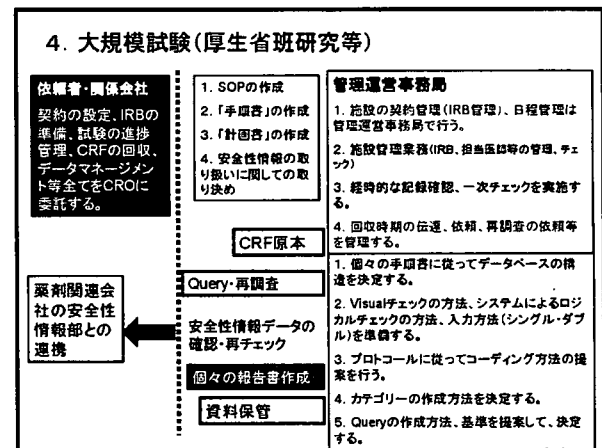 4. 大規模試験(厚生省班研究等)
依頼者・関係会社
契約の設定、IRBの
準備、試験の進捗
管理、CRFの回収、
データマネージメン
ト等全てをCROに
委託する。
1. SOPの作成
2. 「手順書」の作成
3. 「計画書」の作成
4. 安全性情報の取
り扱いに関しての取
り決め
CRF原本
Query・再調査
安全性情報データの
確認・再チェック
個々の報告書作成
資料保管
薬剤関連会
社の安全性
情報部との
連携
管理運営事務局
1. 施設の契約管理(IRB管理)、日程管理は
管理運営事務局で行う。
2. 施設管理業務(IRB、担当医師等の管理、チェ
ック)
3. 経時的な記録確認、一次チェックを実施す
る。
4. 回収時期の伝達、依頼、再調査の依頼等
を管理する。
1. 個々の手順書に従ってデータベースの構
造を決定する。
2. Visualチェックの方法、システムによるロジ
カルチェックの方法、入力方法(シングル・ダブ
ル)を準備する。
3. プロトコールに従ってコーディング方法の提
案を行う。
4. カテゴリーの作成方法を決定する。
5. Queryの作成方法、基準を提案して、決定
する。